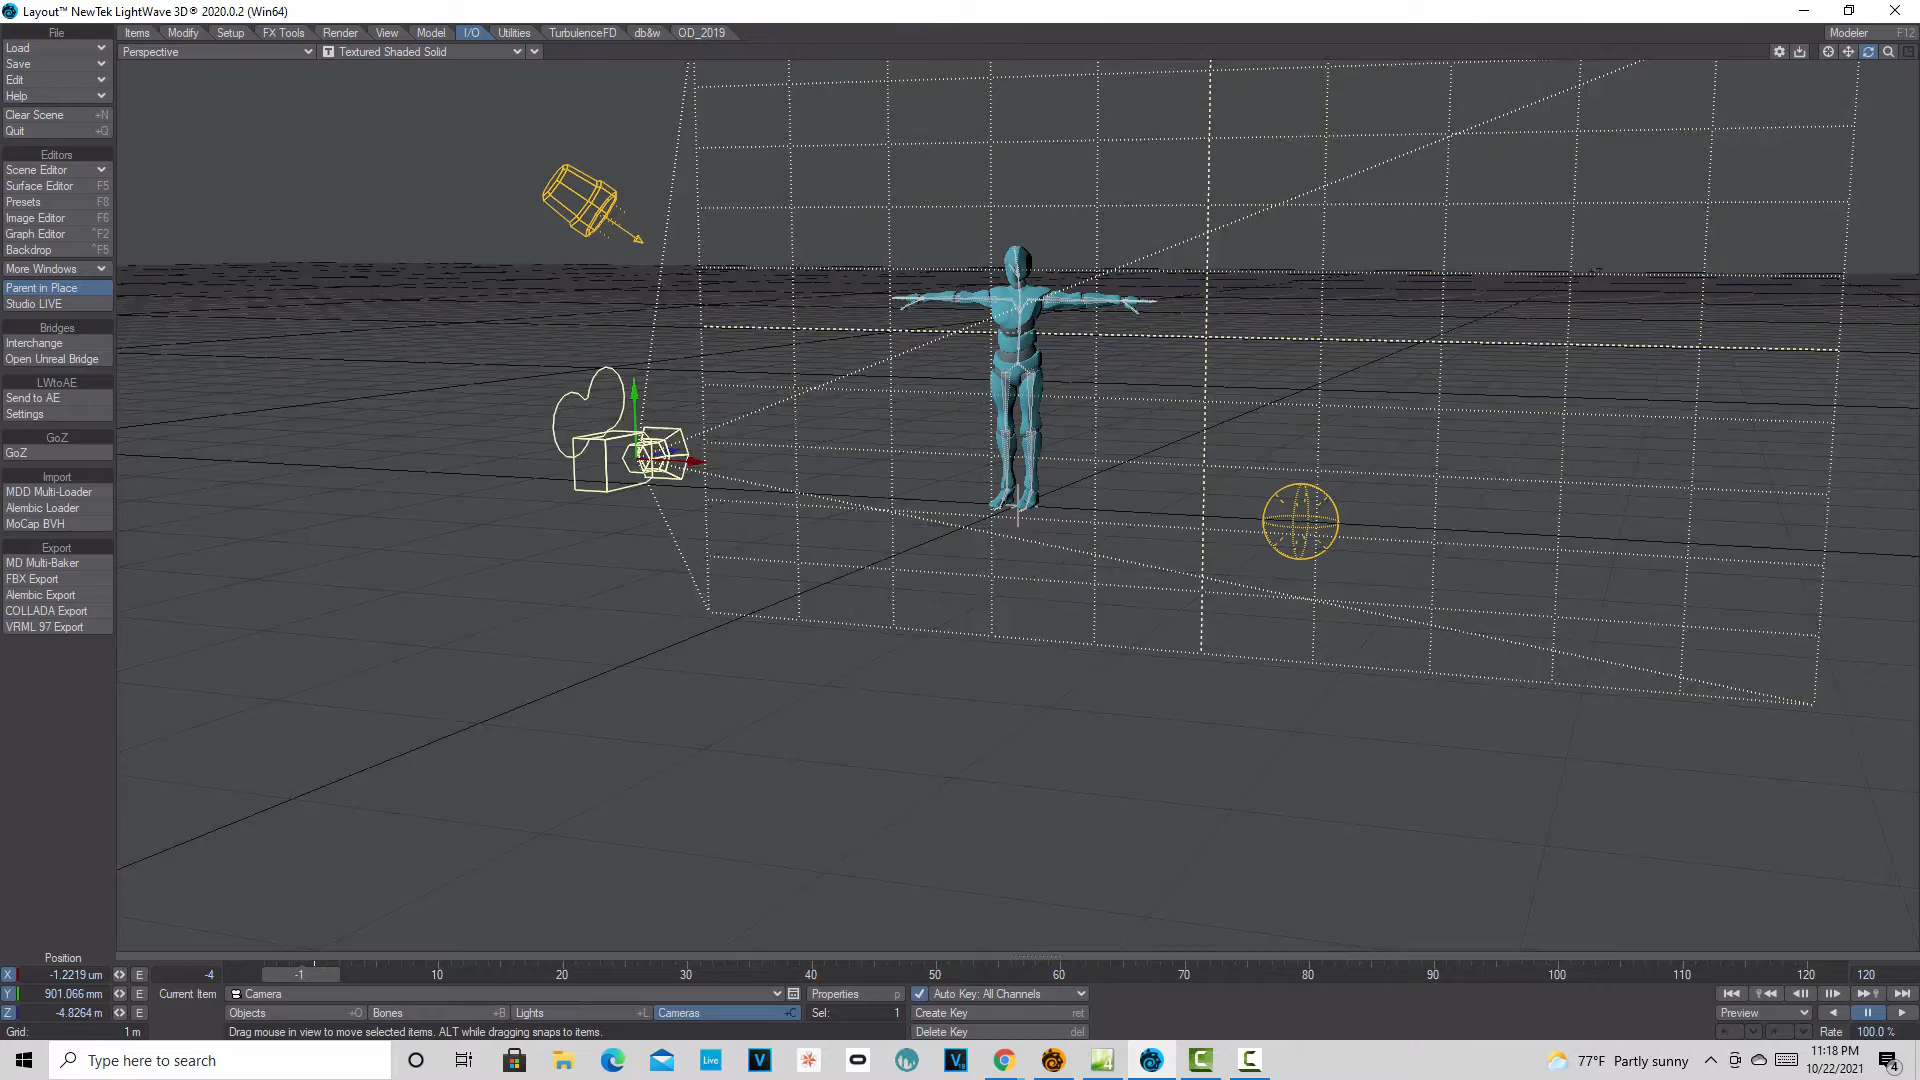 Layout™ NewTek LightWave 3D® 2020.0.2 (Win64)
File
Items Modify Setup FX Tools Render View Model I/O Utilities TurbulenceFD db&w OD_2019
Modeler F12
Load
Perspective
T Textured Shaded Solid
Save
Edit
Help
Clear Scene +N
Quit +Q
Editors
Scene Editor
Surface Editor F5
Presets F8
Image Editor F6
Graph Editor ^F2
Backdrop ^F5
More Windows
Parent in Place
Studio LIVE
Bridges
Interchange
Open Unreal Bridge
LWtoAE
Send to AE
Settings
GoZ
GoZ
Import
MDD Multi-Loader
Alembic Loader
MoCap BVH
Export
MD Multi-Baker
FBX Export
Alembic Export
COLLADA Export
VRML 97 Export
Position
X -1.2219 um E -4 -1 10 20 30 40 50 60 70 80 90 100 110 120 120
Y 901.066 mm E Current Item Camera Properties p Auto Key: All Channels
Z -4.8264 m E Objects +O Bones +B Lights +L Cameras +C Sel: 1 Create Key ret Preview
Grid: 1 m Drag mouse in view to move selected items. ALT while dragging snaps to items. Delete Key del Rate 100.0 %
Type here to search
Live
V
V
77°F Partly sunny
11:18 PM
10/22/2021
4